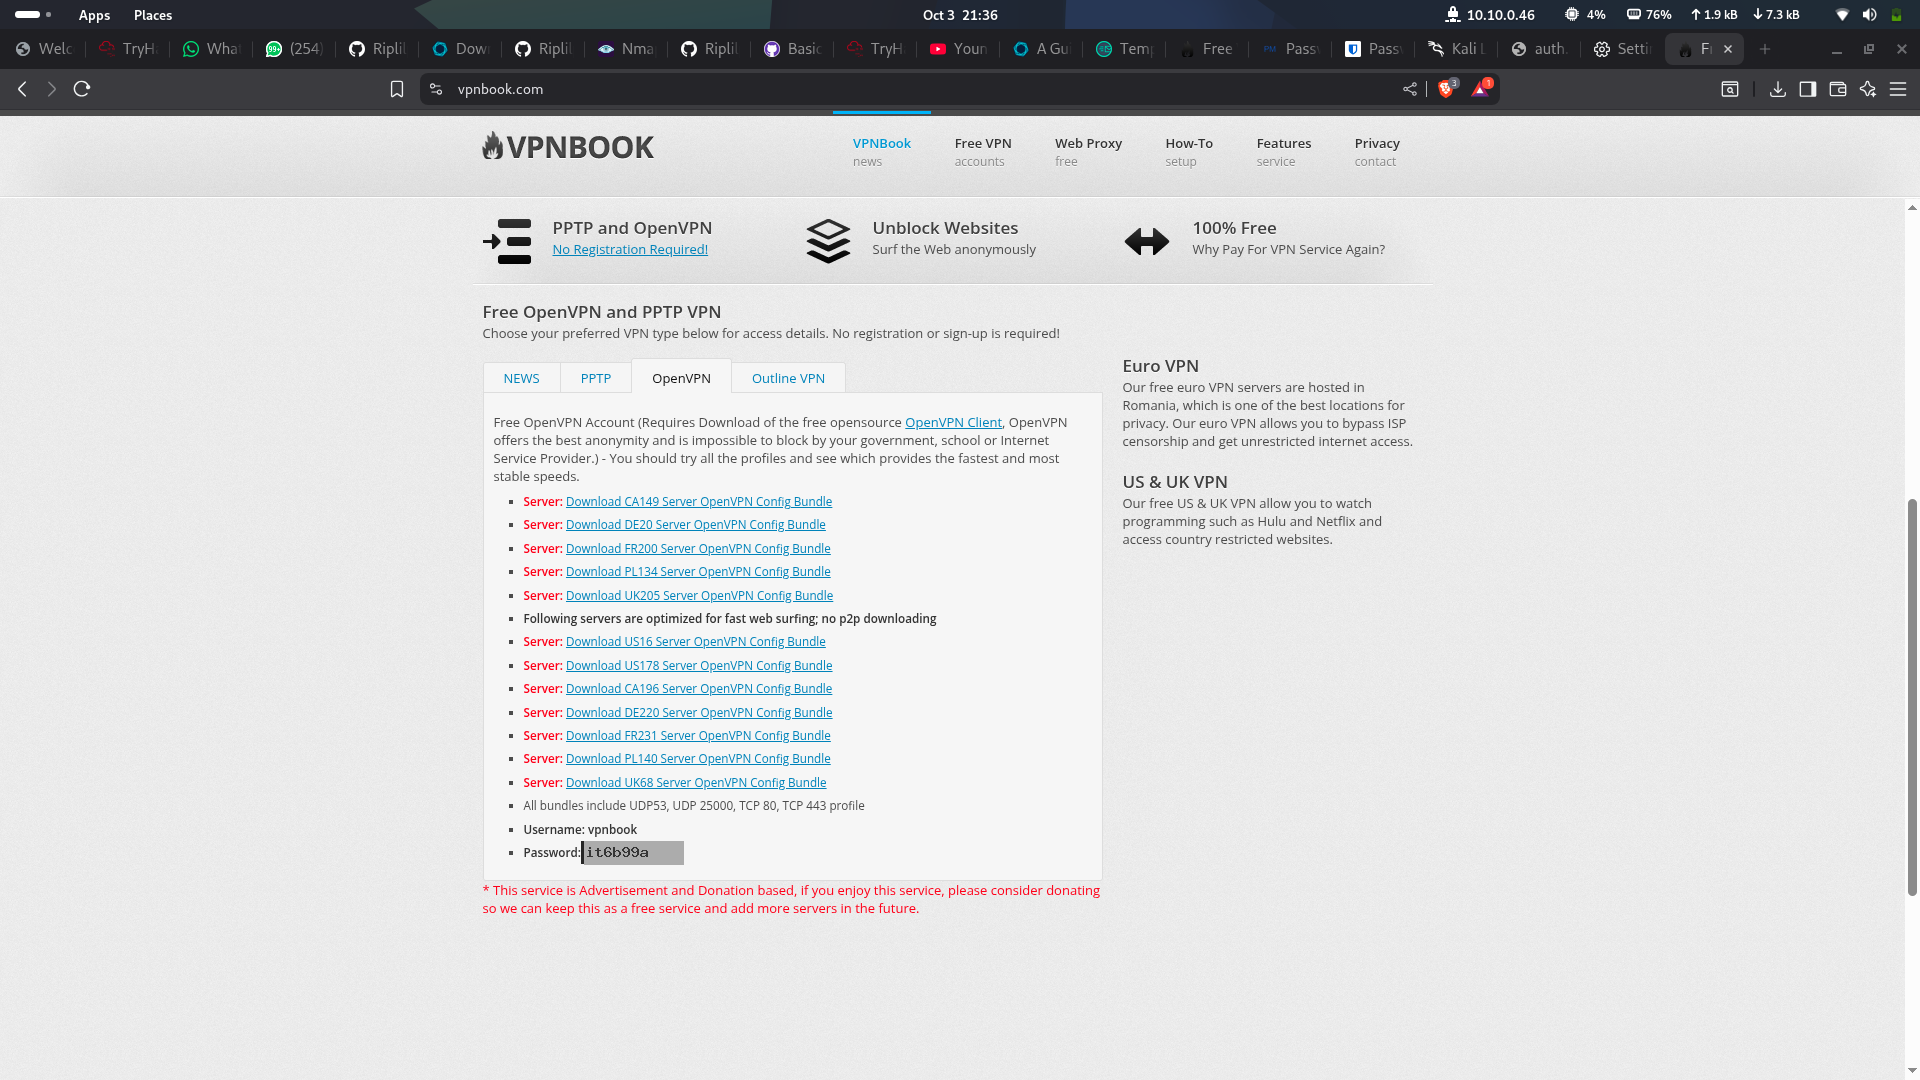 Apps Places Oct 3 21:36 10.10.0.46 4% 76% 1.9 kB 7.3 kB
Welc TryH What (254) Riplil Dow Riplil Nma Riplil Basic TryH Youn A Gu Temp Free Passv Passv Kali L auth. Settin Fr
vpnbook.com 3 1
VPNBOOK
VPNBook Free VPN Web Proxy How-To Features Privacy
news accounts free setup service contact
PPTP and OpenVPN Unblock Websites 100% Free
No Registration Required! Surf the Web anonymously Why Pay For VPN Service Again?
Free OpenVPN and PPTP VPN
Choose your preferred VPN type below for access details. No registration or sign-up is required!
NEWS PPTP OpenVPN Outline VPN
Free OpenVPN Account (Requires Download of the free opensource OpenVPN Client, OpenVPN
offers the best anonymity and is impossible to block by your government, school or Internet
Service Provider.) - You should try all the profiles and see which provides the fastest and most
stable speeds.
Server: Download CA149 Server OpenVPN Config Bundle
Server: Download DE20 Server OpenVPN Config Bundle
Server: Download FR200 Server OpenVPN Config Bundle
Server: Download PL134 Server OpenVPN Config Bundle
Server: Download UK205 Server OpenVPN Config Bundle
Following servers are optimized for fast web surfing; no p2p downloading
Server: Download US16 Server OpenVPN Config Bundle
Server: Download US178 Server OpenVPN Config Bundle
Server: Download CA196 Server OpenVPN Config Bundle
Server: Download DE220 Server OpenVPN Config Bundle
Server: Download FR231 Server OpenVPN Config Bundle
Server: Download PL140 Server OpenVPN Config Bundle
Server: Download UK68 Server OpenVPN Config Bundle
All bundles include UDP53, UDP 25000, TCP 80, TCP 443 profile
Username: vpnbook
Password: it6b99a
* This service is Advertisement and Donation based, if you enjoy this service, please consider donating
so we can keep this as a free service and add more servers in the future.
Euro VPN
Our free euro VPN servers are hosted in
Romania, which is one of the best locations for
privacy. Our euro VPN allows you to bypass ISP
censorship and get unrestricted internet access.
US & UK VPN
Our free US & UK VPN allow you to watch
programming such as Hulu and Netflix and
access country restricted websites.